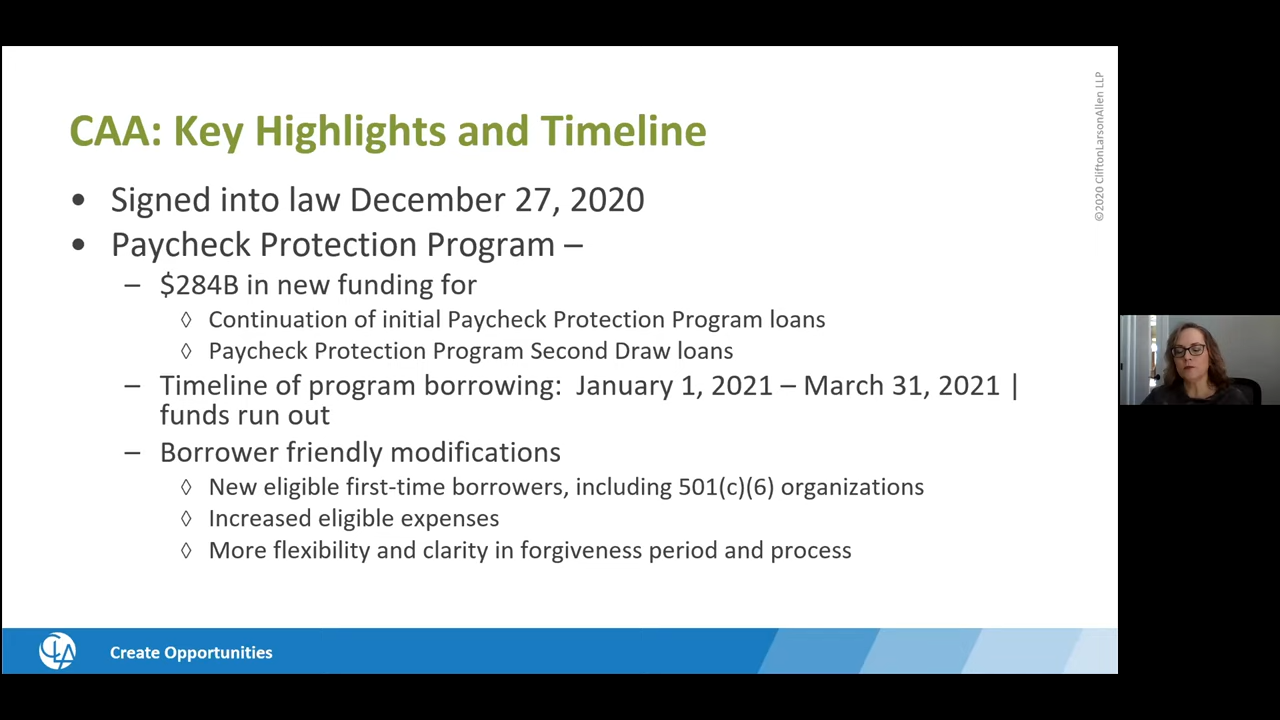 CAA: Key Highlights and Timeline
• Signed into law December 27, 2020
• Paycheck Protection Program –
– $284B in new funding for
◊ Continuation of initial Paycheck Protection Program loans
◊ Paycheck Protection Program Second Draw loans
– Timeline of program borrowing:  January 1, 2021 – March 31, 2021 |
funds run out
– Borrower friendly modifications
◊ New eligible first-time borrowers, including 501(c)(6) organizations
◊ Increased eligible expenses
◊ More flexibility and clarity in forgiveness period and process
©2020 CliftonLarsonAllen LLP
CLA
Create Opportunities